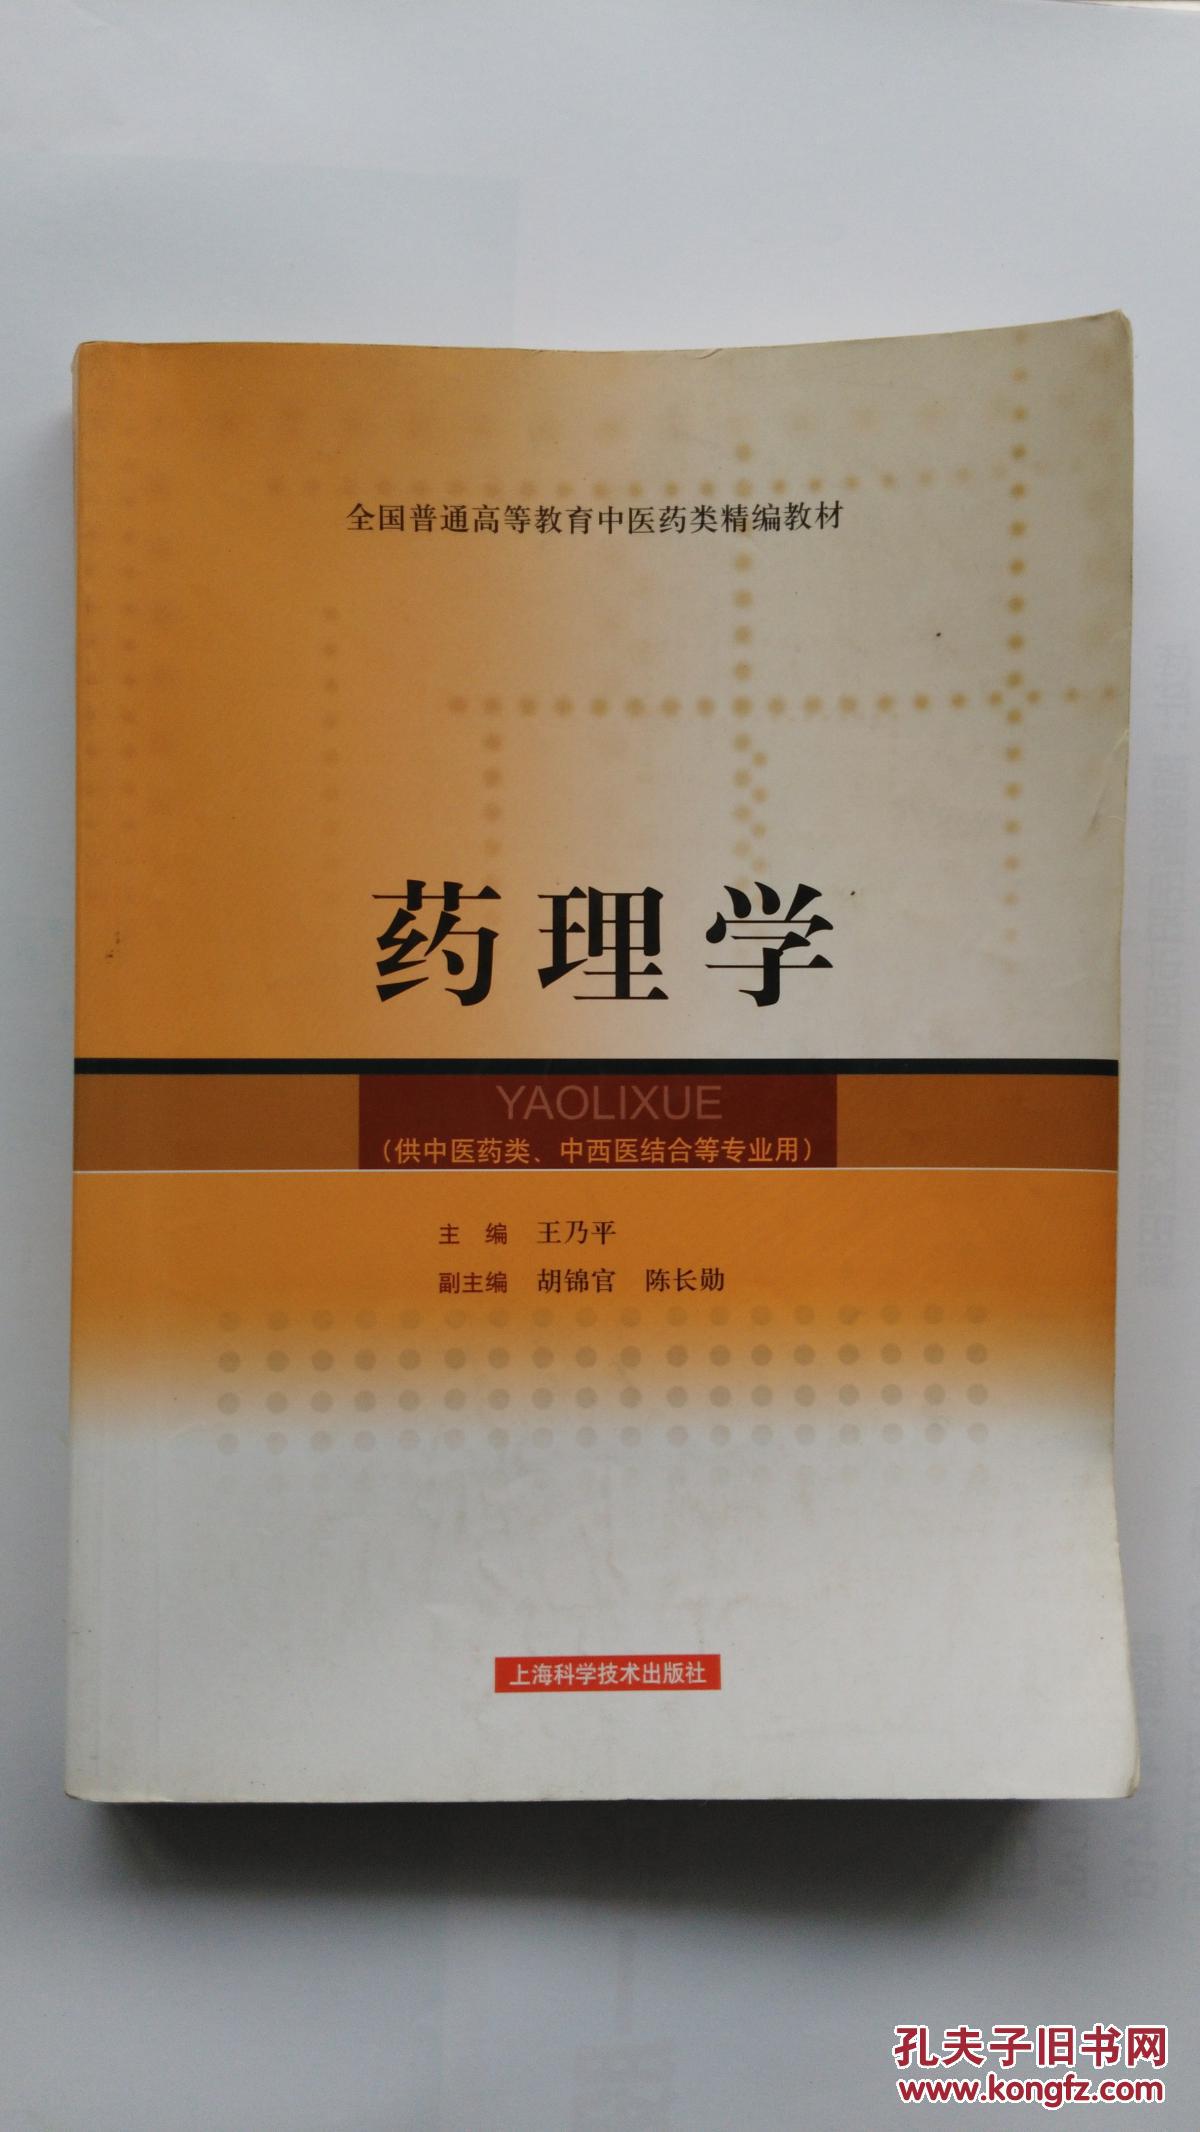 全国普通高等教育中医药类精编教材
药理学
YAOLIXUE
（供中医药类、中西医结合等专业用）
主 编 王乃平
副主编 胡锦官 陈长勋
上海科学技术出版社
孔夫子旧书网
www.kongfz.com